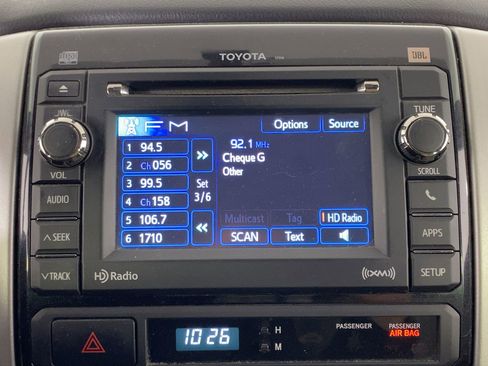 TOYOTA
JBL
PWR
VOL
AUDIO
∧ SEEK
∨ TRACK
FM
Options
Source
1 94.5
2 Ch 056
3 99.5
4 Ch 158
5 106.7
6 1710
>>
Set
3/6
<<
92.1 MHz
Cheque G
Other
Multicast
Tag
HD Radio
SCAN
Text
TUNE
SCROLL
APPS
SETUP
HD Radio
((XM))
10:26
H
M
PASSENGER
PASSENGER
AIR BAG